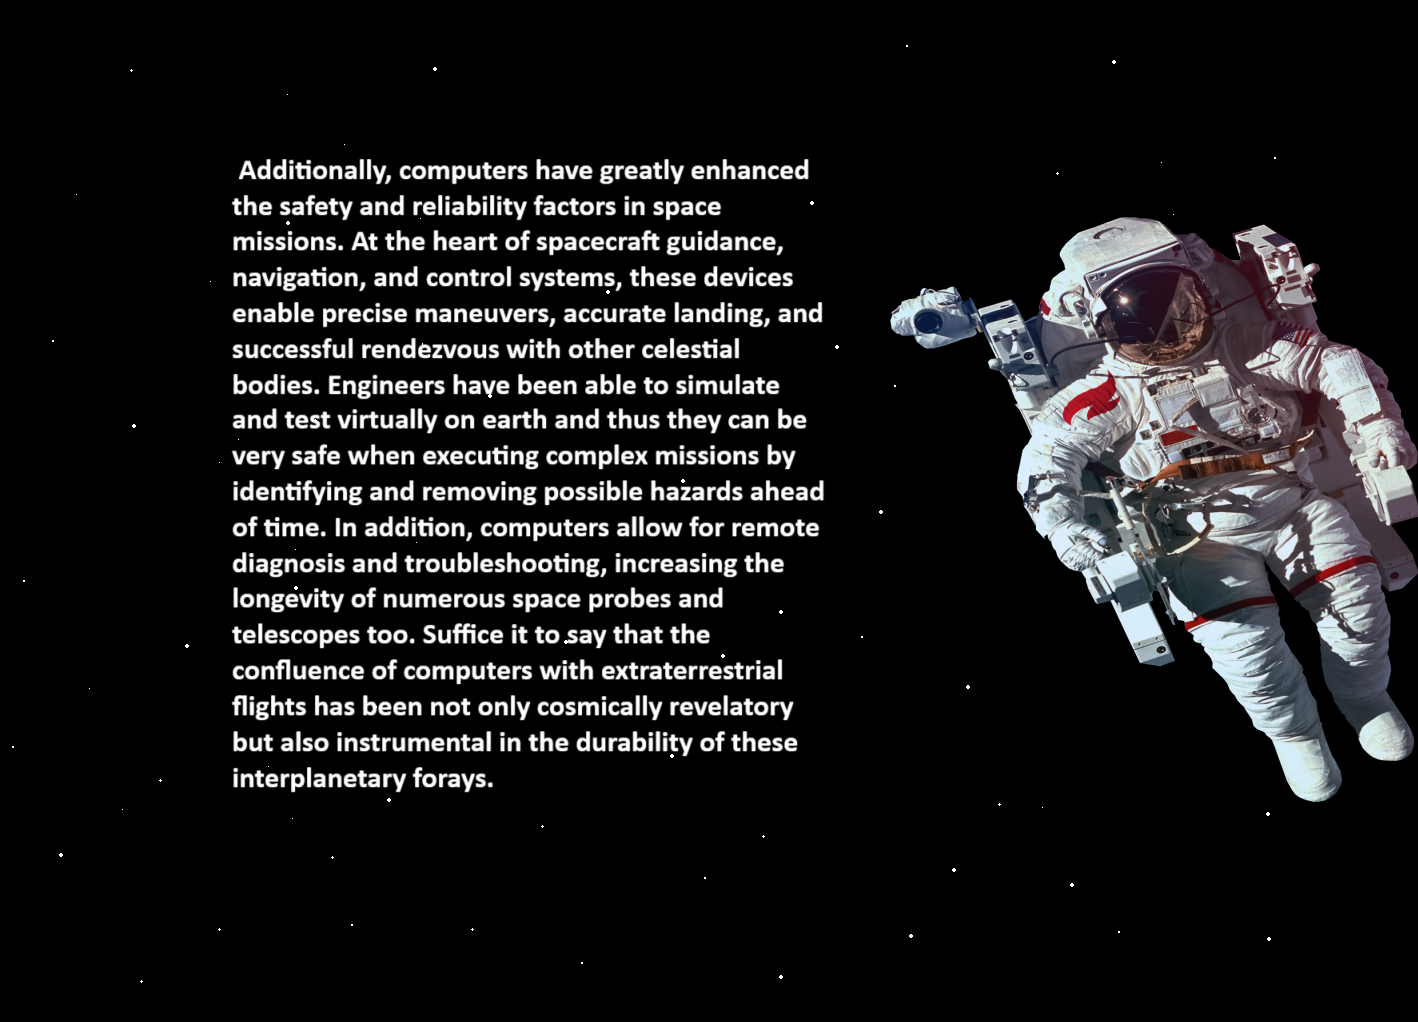 Additionally, computers have greatly enhanced
the safety and reliability factors in space
missions. At the heart of spacecraft guidance,
navigation, and control systems, these devices
enable precise maneuvers, accurate landing, and
successful rendezvous with other celestial
bodies. Engineers have been able to simulate
and test virtually on earth and thus they can be
very safe when executing complex missions by
identifying and removing possible hazards ahead
of time. In addition, computers allow for remote
diagnosis and troubleshooting, increasing the
longevity of numerous space probes and
telescopes too. Suffice it to say that the
confluence of computers with extraterrestrial
flights has been not only cosmically revelatory
but also instrumental in the durability of these
interplanetary forays.